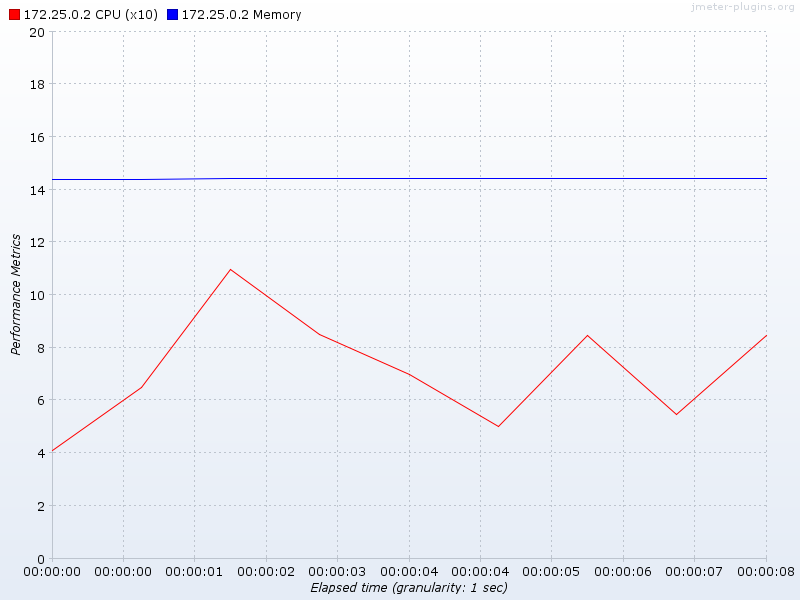 172.25.0.2 CPU (x10) 172.25.0.2 Memory
jmeter-plugins.org
20
18
16
14
12
10
8
6
4
2
0
Performance Metrics
00:00:00 00:00:00 00:00:01 00:00:02 00:00:03 00:00:04 00:00:04 00:00:05 00:00:06 00:00:07 00:00:08
Elapsed time (granularity: 1 sec)